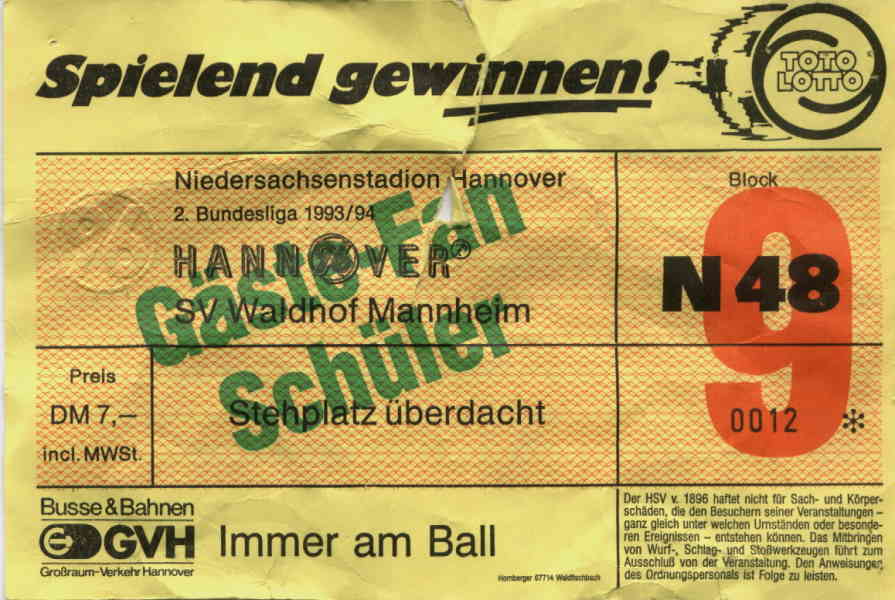 Spielend gewinnen!
TOTO
LOTTO
Niedersachsenstadion Hannover
2. Bundesliga 1993/94
HANN96VER®
SV Waldhof Mannheim
Gäste Fan
Schüler
Block
9
N 48
Preis
DM 7,—
incl. MWSt.
Stehplatz überdacht
0012 *
Busse & Bahnen
GVH
Großraum-Verkehr Hannover
Immer am Ball
Homberger 67714 Waldfischbach
Der HSV v. 1896 haftet nicht für Sach- und Körper-
schäden, die den Besuchern seiner Veranstaltungen –
ganz gleich unter welchen Umständen oder besonde-
ren Ereignissen – entstehen können. Das Mitbringen
von Wurf-, Schlag- und Stoßwerkzeugen führt zum
Ausschluß von der Veranstaltung. Den Anweisungen
des Ordnungspersonals ist Folge zu leisten.